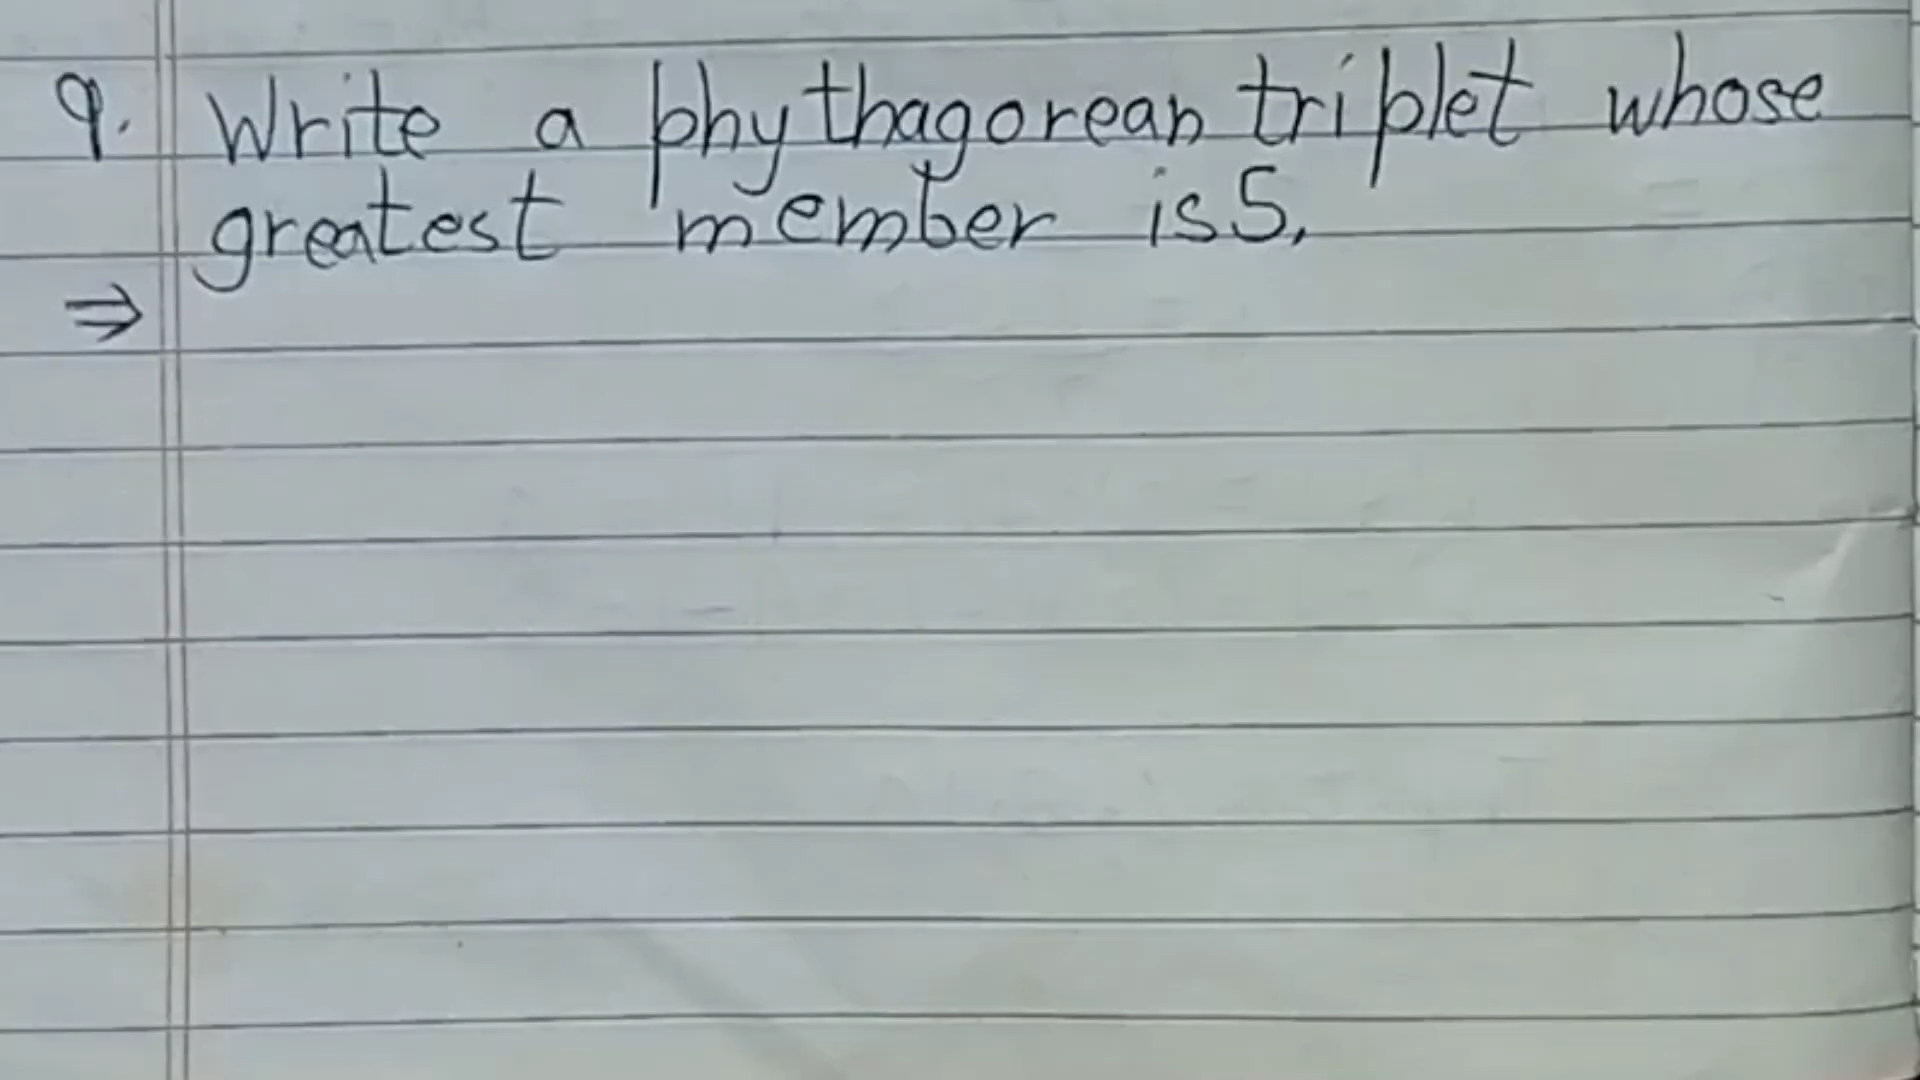 9. Write a phythagorean triplet whose
greatest member is 5.
⇒